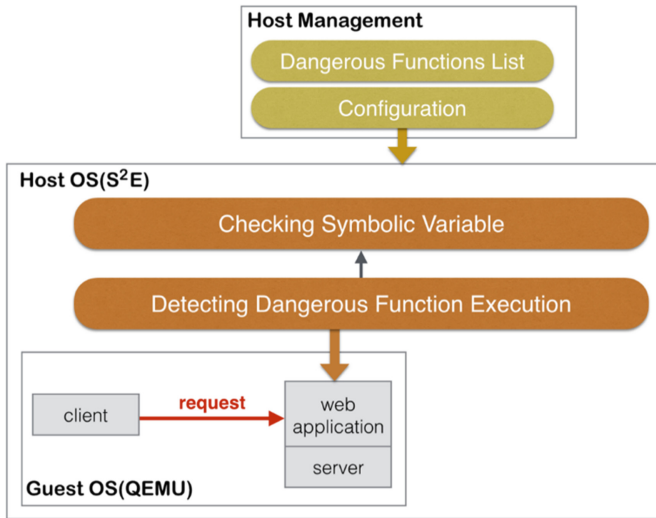 Host Management
Dangerous Functions List
Configuration
Host OS(S²E)
Checking Symbolic Variable
Detecting Dangerous Function Execution
client
request
web
application
server
Guest OS(QEMU)